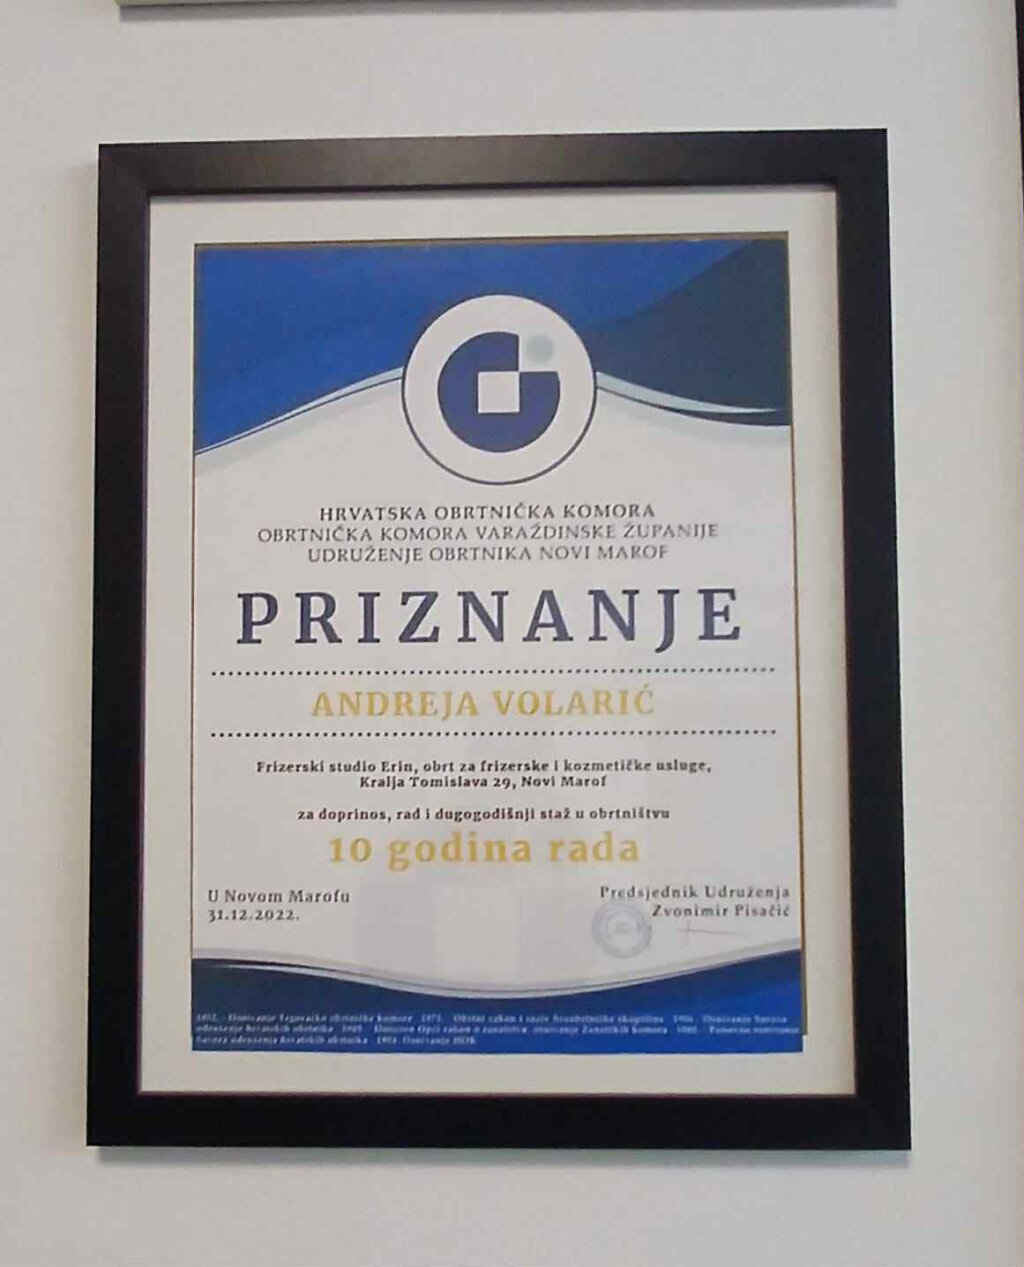 HRVATSKA OBRTNIČKA KOMORA
OBRTNIČKA KOMORA VARAŽDINSKE ŽUPANIJE
UDRUŽENJE OBRTNIKA NOVI MAROF
PRIZNANJE
ANDREJA VOLARIĆ
Frizerski studio Erin, obrt za frizerske i kozmetičke usluge,
Kralja Tomislava 29, Novi Marof
za doprinos, rad i dugogodišnji staž u obrtništvu
10 godina rada
U Novom Marofu
31.12.2022.
Predsjednik Udruženja
Zvonimir Pisačić